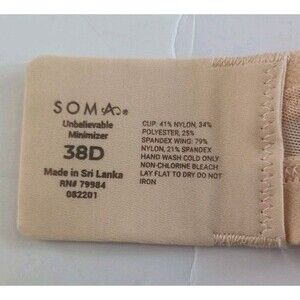 SOMA®
Unbelievable
Minimizer
38D
Made in Sri Lanka
RN# 79984
082201
CUP: 41% NYLON, 34%
POLYESTER, 25%
SPANDEX WING: 79%
NYLON, 21% SPANDEX
HAND WASH COLD ONLY
NON-CHLORINE BLEACH
LAY FLAT TO DRY DO NOT
IRON